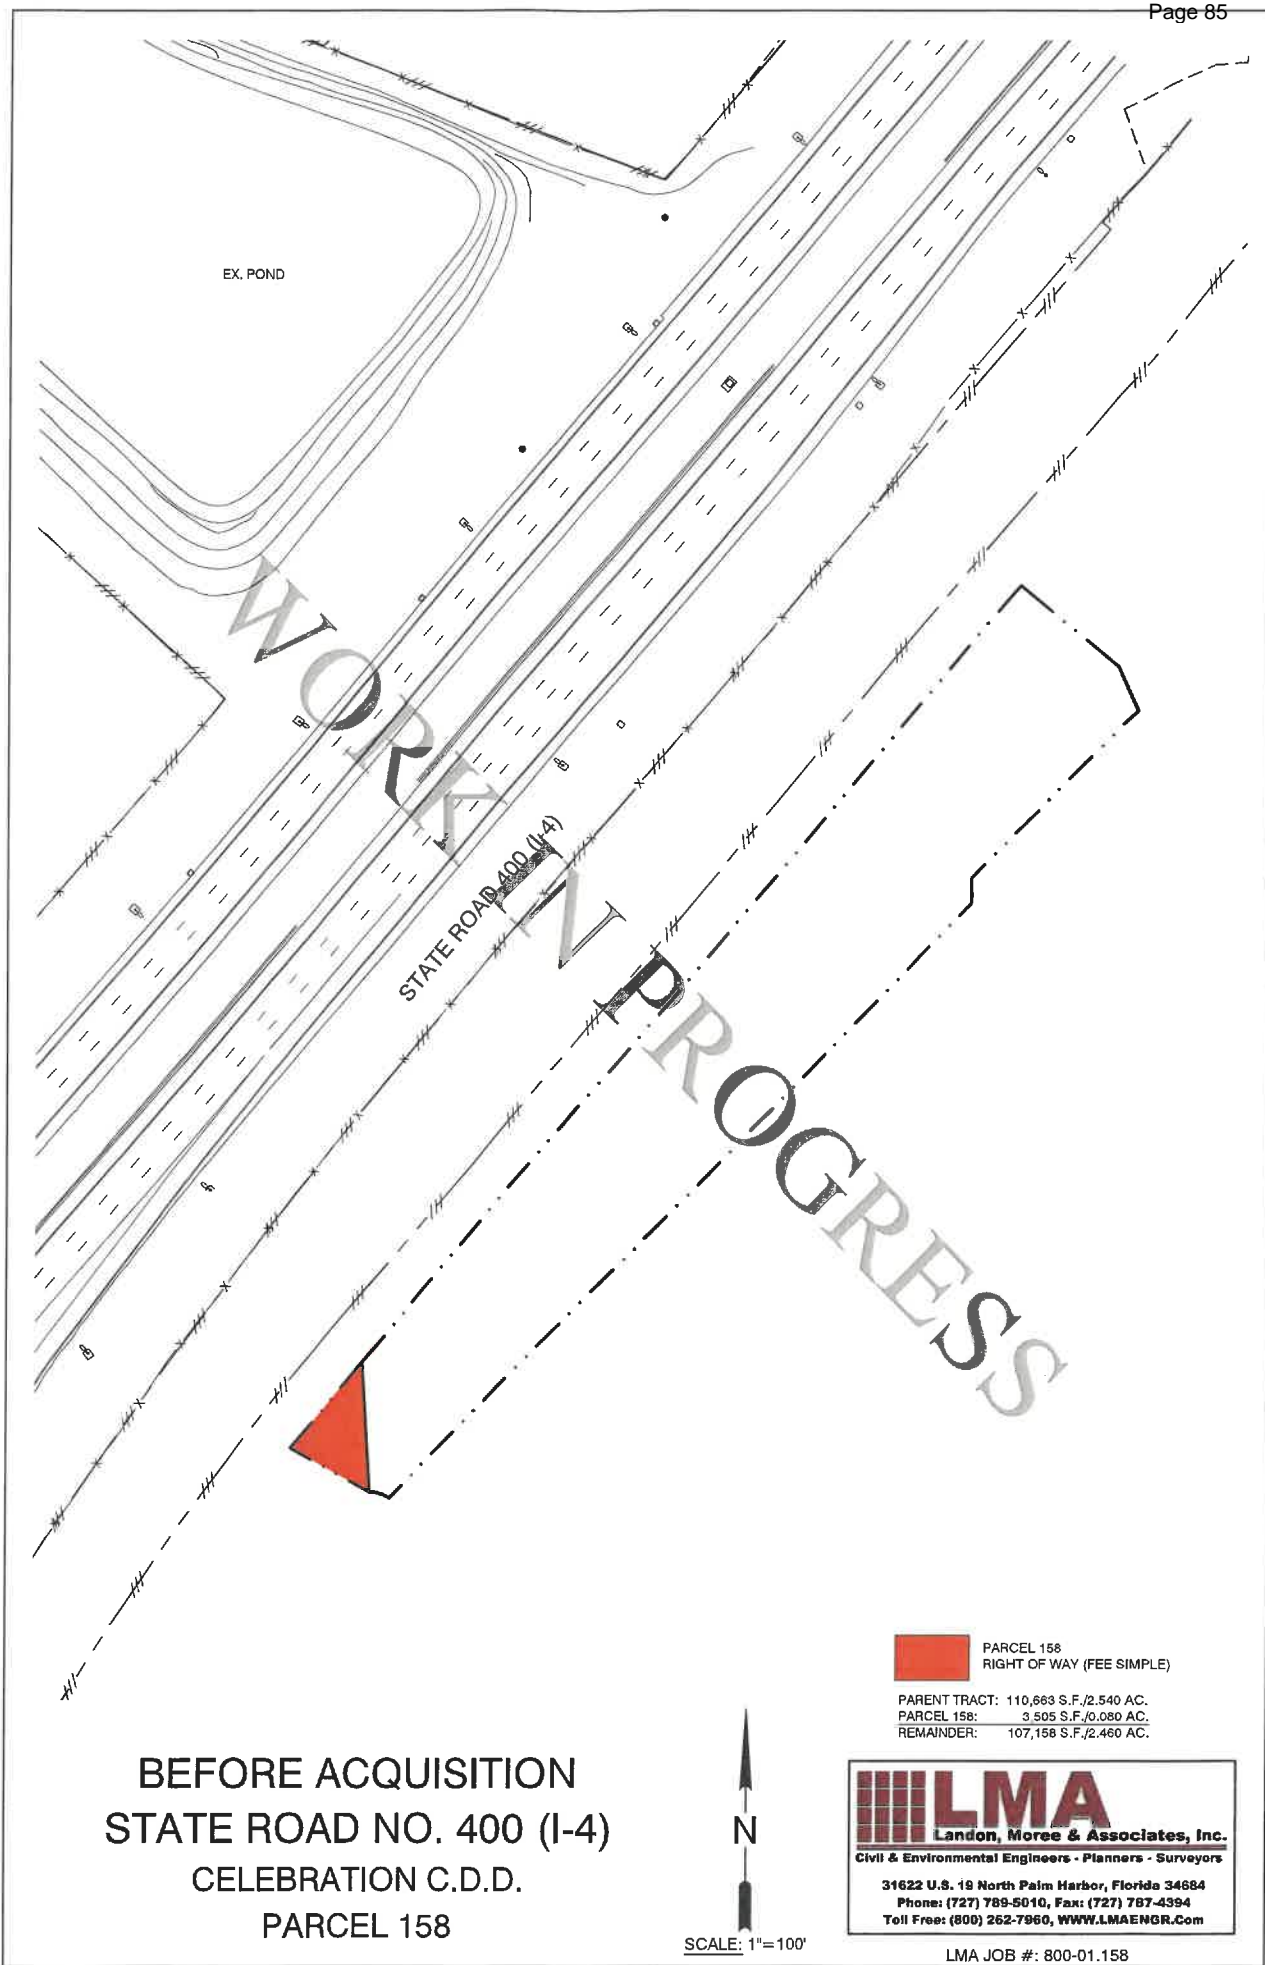 Page 85
EX. POND
WORK IN PROGRESS
STATE ROAD 400 (I-4)
PARCEL 158
RIGHT OF WAY (FEE SIMPLE)
PARENT TRACT: 110,663 S.F./2.540 AC.
PARCEL 158: 3,505 S.F./0.080 AC.
REMAINDER: 107,158 S.F./2.460 AC.
BEFORE ACQUISITION
STATE ROAD NO. 400 (I-4)
CELEBRATION C.D.D.
PARCEL 158
N
SCALE: 1"=100'
LMA
Landon, Moree & Associates, Inc.
Civil & Environmental Engineers - Planners - Surveyors
31622 U.S. 19 North Palm Harbor, Florida 34684
Phone: (727) 789-5010, Fax: (727) 787-4394
Toll Free: (800) 262-7960, WWW.LMAENGR.Com
LMA JOB #: 800-01.158